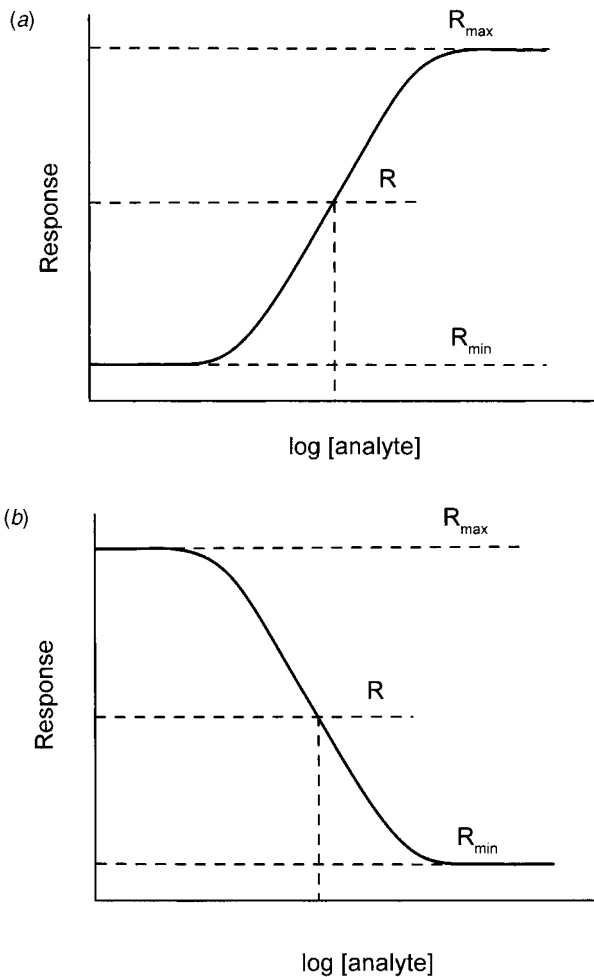 (a)
Rmax
R
Response
Rmin
log [analyte]
(b)
Rmax
R
Response
Rmin
log [analyte]